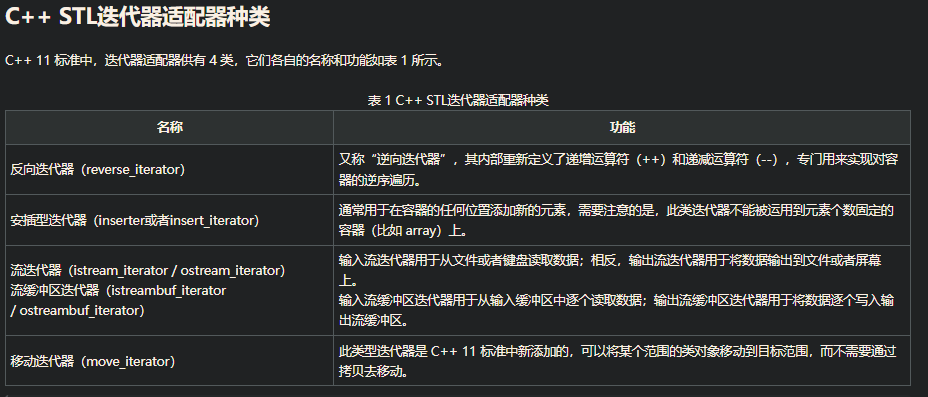 C++ STL迭代器适配器种类
C++ 11 标准中，迭代器适配器供有 4 类，它们各自的名称和功能如表 1 所示。
表 1 C++ STL迭代器适配器种类
名称
功能
反向迭代器（reverse_iterator）
又称“逆向迭代器”，其内部重新定义了递增运算符（++）和递减运算符（--），专门用来实现对容
器的逆序遍历。
安插型迭代器（inserter或者insert_iterator）
通常用于在容器的任何位置添加新的元素，需要注意的是，此类迭代器不能被运用到元素个数固定的
容器（比如 array）上。
流迭代器（istream_iterator / ostream_iterator）
流缓冲区迭代器（istreambuf_iterator
/ ostreambuf_iterator）
输入流迭代器用于从文件或者键盘读取数据；相反，输出流迭代器用于将数据输出到文件或者屏幕
上。
输入流缓冲区迭代器用于从输入缓冲区中逐个读取数据；输出流缓冲区迭代器用于将数据逐个写入输
出流缓冲区。
移动迭代器（move_iterator）
此类型迭代器是 C++ 11 标准中新添加的，可以将某个范围的类对象移动到目标范围，而不需要通过
拷贝去移动。